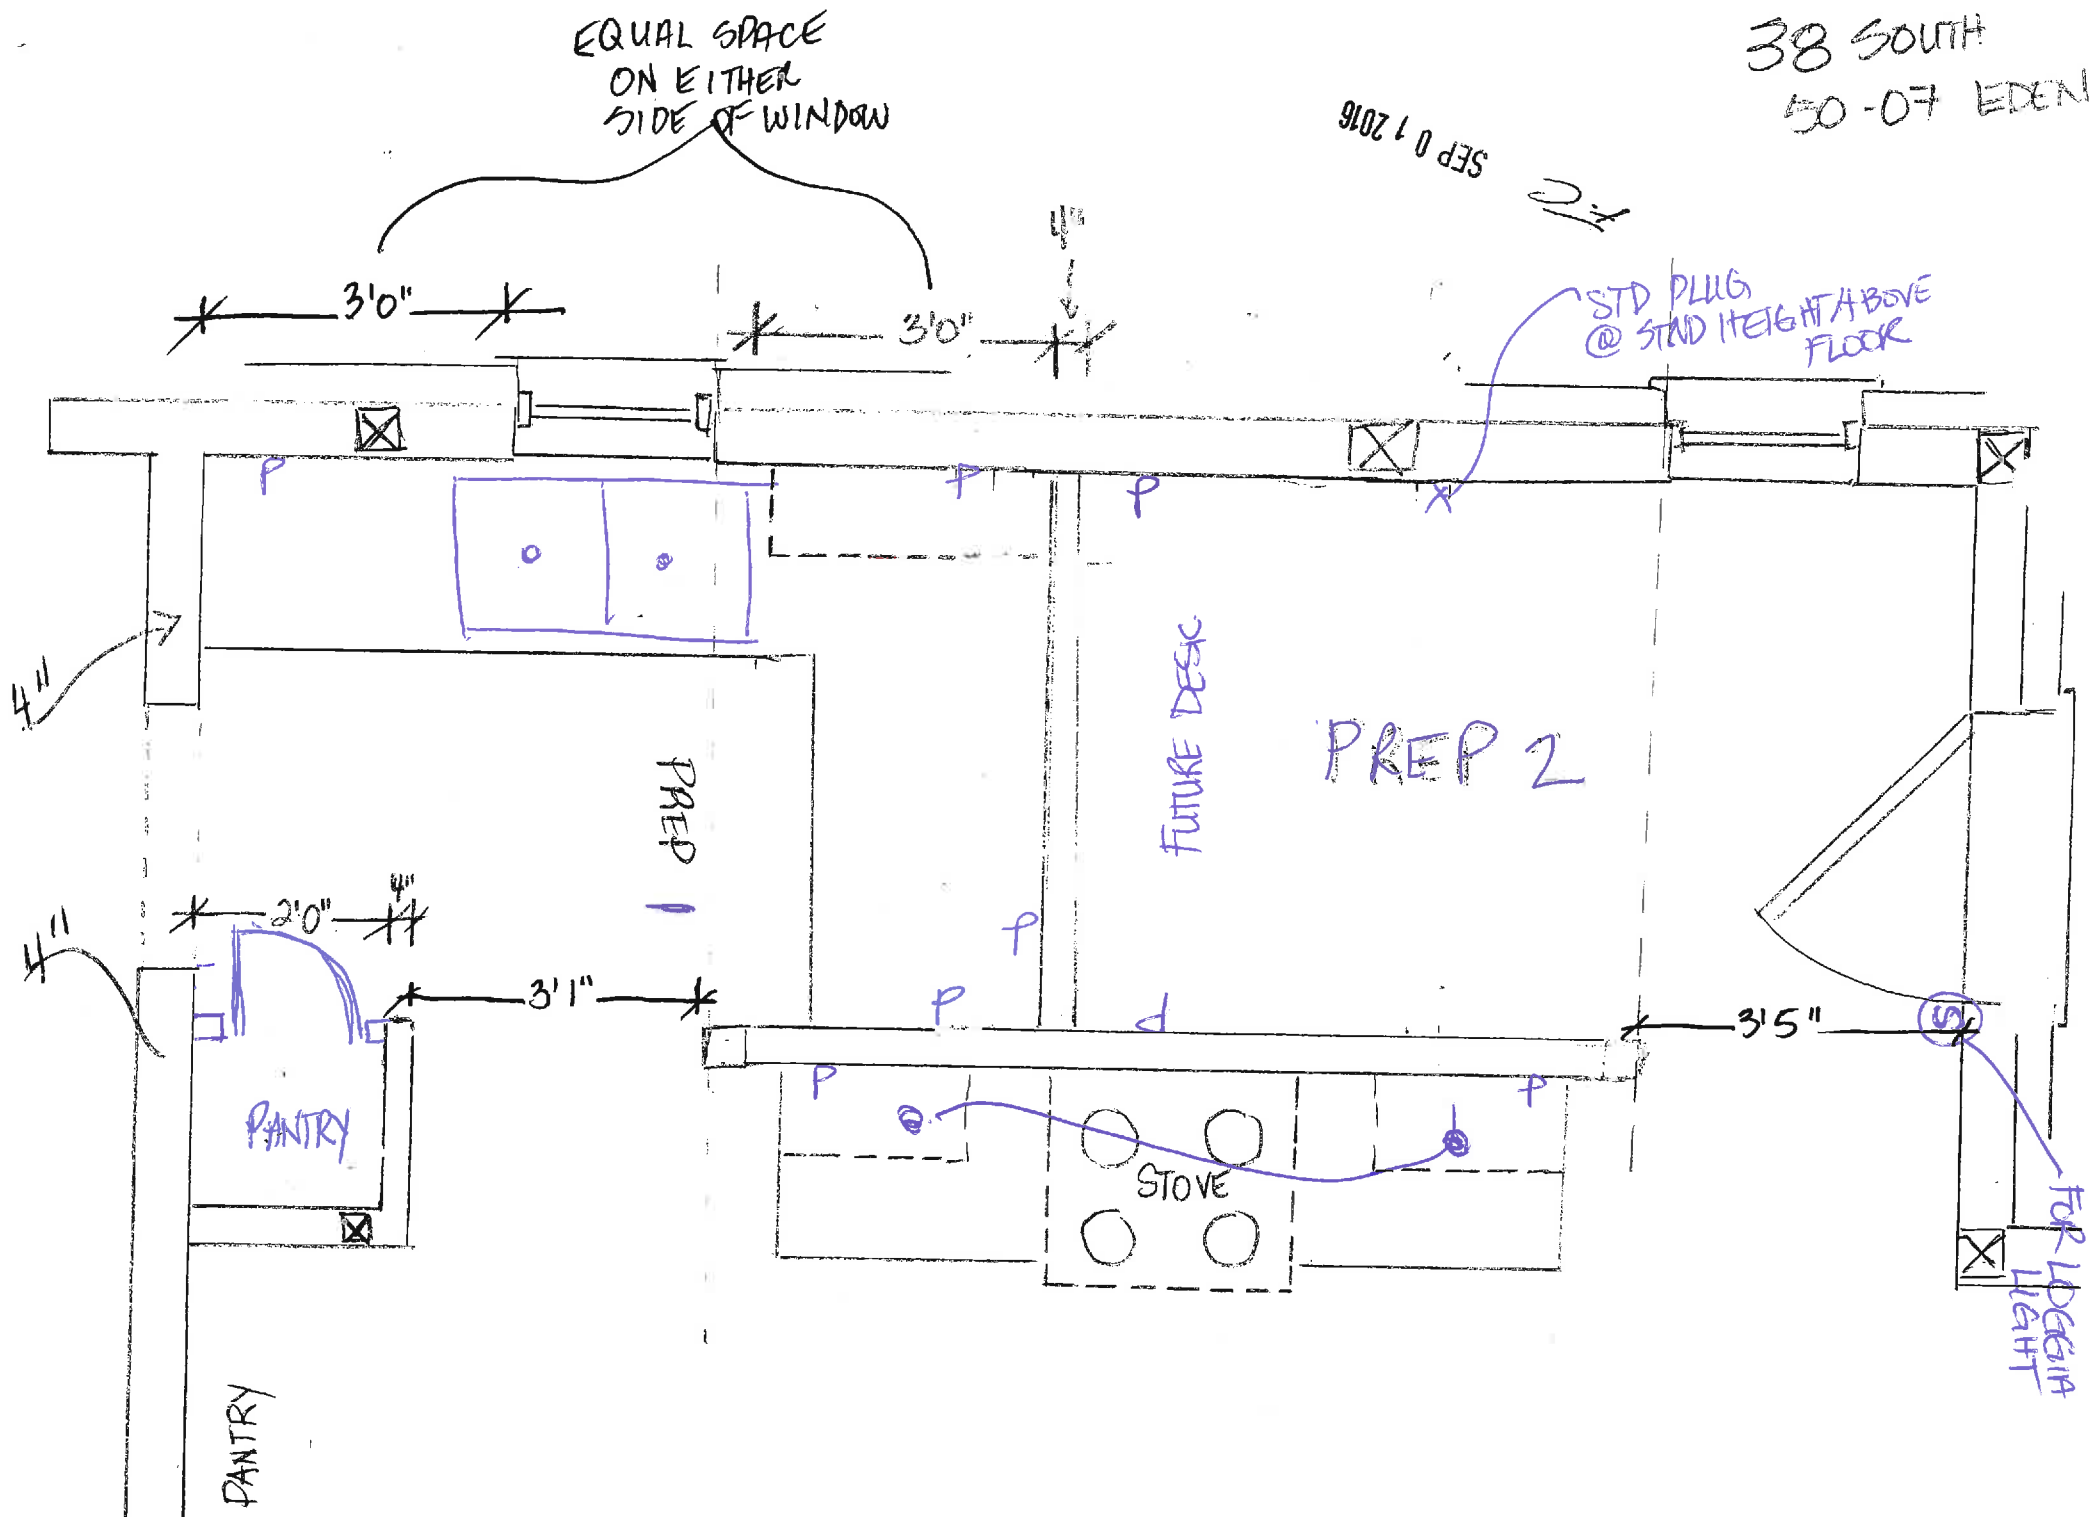 EQUAL SPACE
ON EITHER
SIDE OF WINDOW
38 SOUTH
50-07 EDEN
SEP 0 1 2016
4"
3'0"
3'0"
STD PLUG
@ STND HEIGHT ABOVE
FLOOR
P
P
P
X
4"
FUTURE DESK
PREP 2
PREP 1
2'0"
4"
4"
P
3'1"
P
P
3'5"
S
P
P
PANTRY
STOVE
FOR LOGGIA
LIGHT
PANTRY